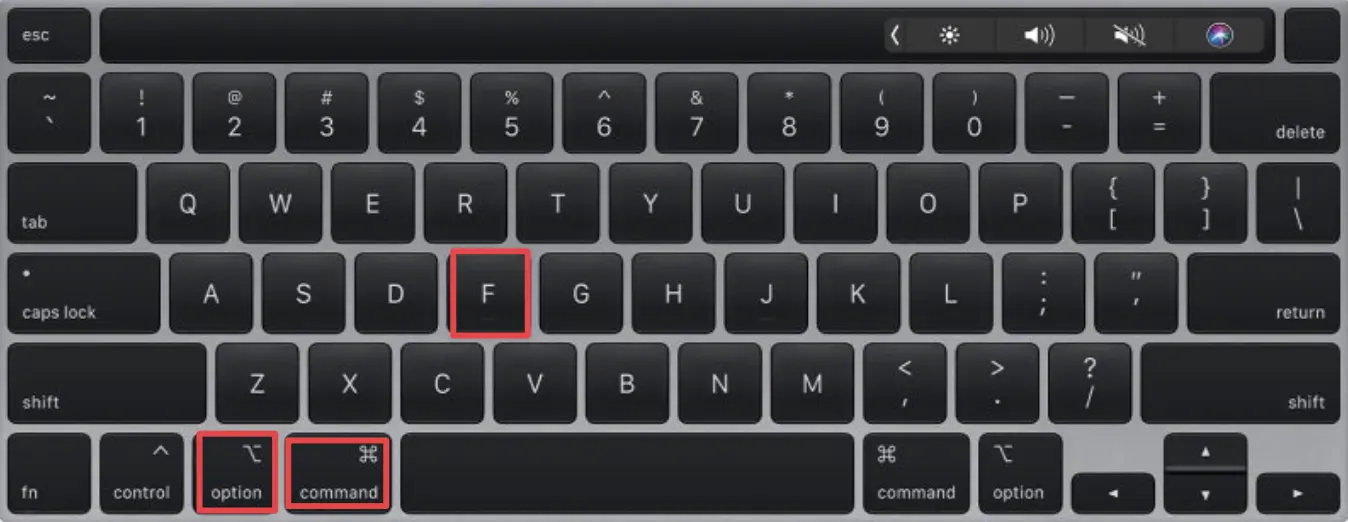 esc
~ ! @ # $ % ^ & * ( ) — +
` 1 2 3 4 5 6 7 8 9 0 - = delete
tab Q W E R T Y U I O P { [ } ] | \
caps lock A S D F G H J K L : ; " ' return
shift Z X C V B N M < , > . ? / shift
fn ^ control ⌥ option ⌘ command ⌘ command ⌥ option ◄ ▲ ▼ ►